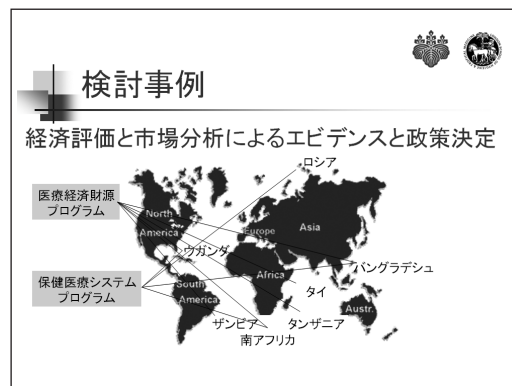 検討事例
経済評価と市場分析によるエビデンスと政策決定
ロシア
医療経済財源
プログラム
North
America
Europe
Asia
ウガンダ
バングラデシュ
Africa
保健医療システム
プログラム
South
America
タイ
Austr.
ザンビア
タンザニア
南アフリカ